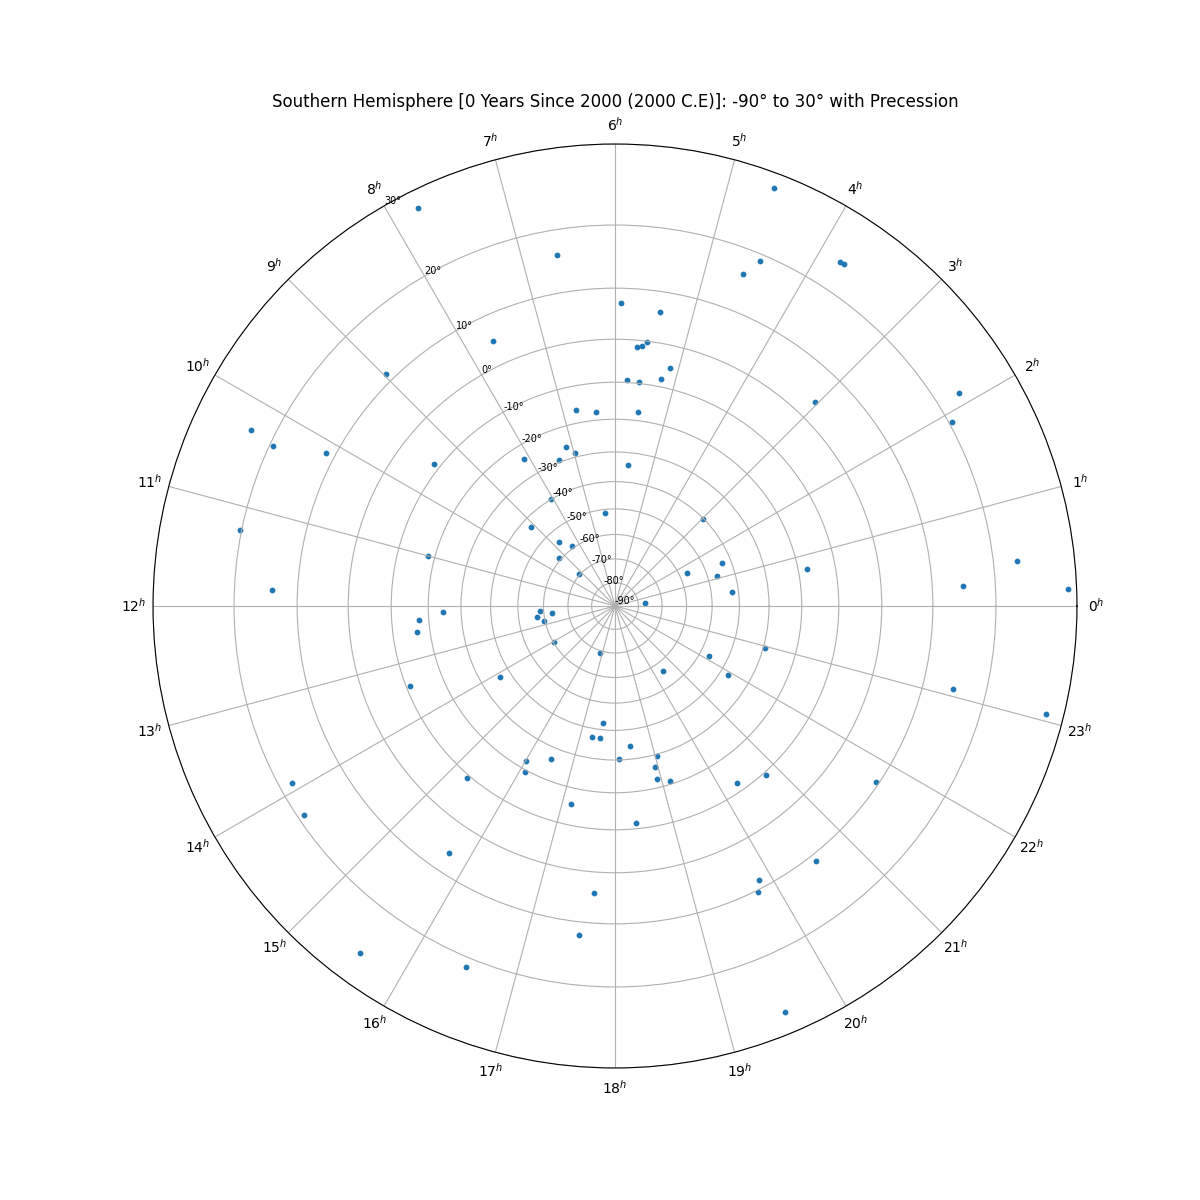 Southern Hemisphere [0 Years Since 2000 (2000 C.E)]: -90° to 30° with Precession
6ʰ
7ʰ
5ʰ
8ʰ
4ʰ
30°
9ʰ
3ʰ
20°
10°
10ʰ
2ʰ
0°
-10°
-20°
-30°
11ʰ
1ʰ
-40°
-50°
-60°
-70°
-80°
-90°
12ʰ
0ʰ
13ʰ
23ʰ
14ʰ
22ʰ
15ʰ
21ʰ
16ʰ
20ʰ
17ʰ
19ʰ
18ʰ